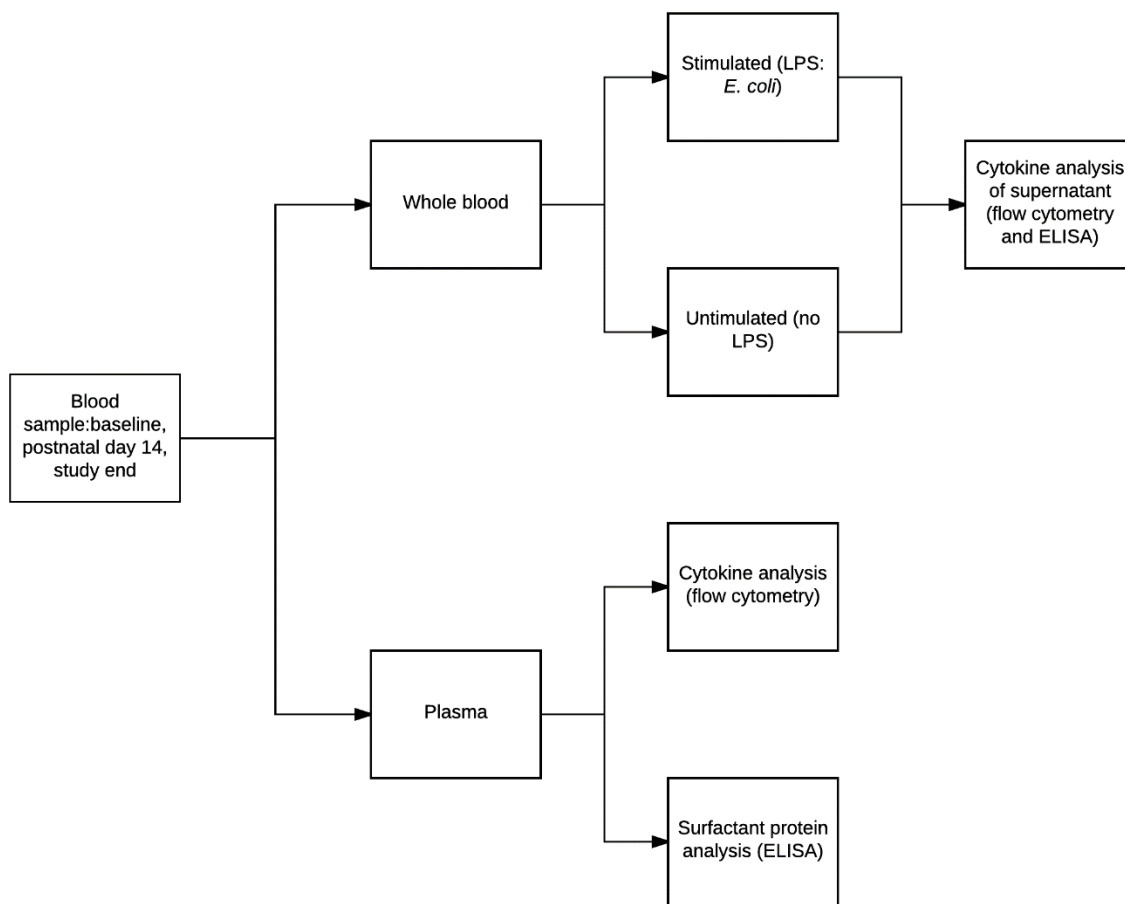 Stimulated (LPS:
E. coli)
Whole blood
Cytokine analysis
of supernatant
(flow cytometry
and ELISA)
Untimulated (no
LPS)
Blood
sample:baseline,
postnatal day 14,
study end
Cytokine analysis
(flow cytometry)
Plasma
Surfactant protein
analysis (ELISA)